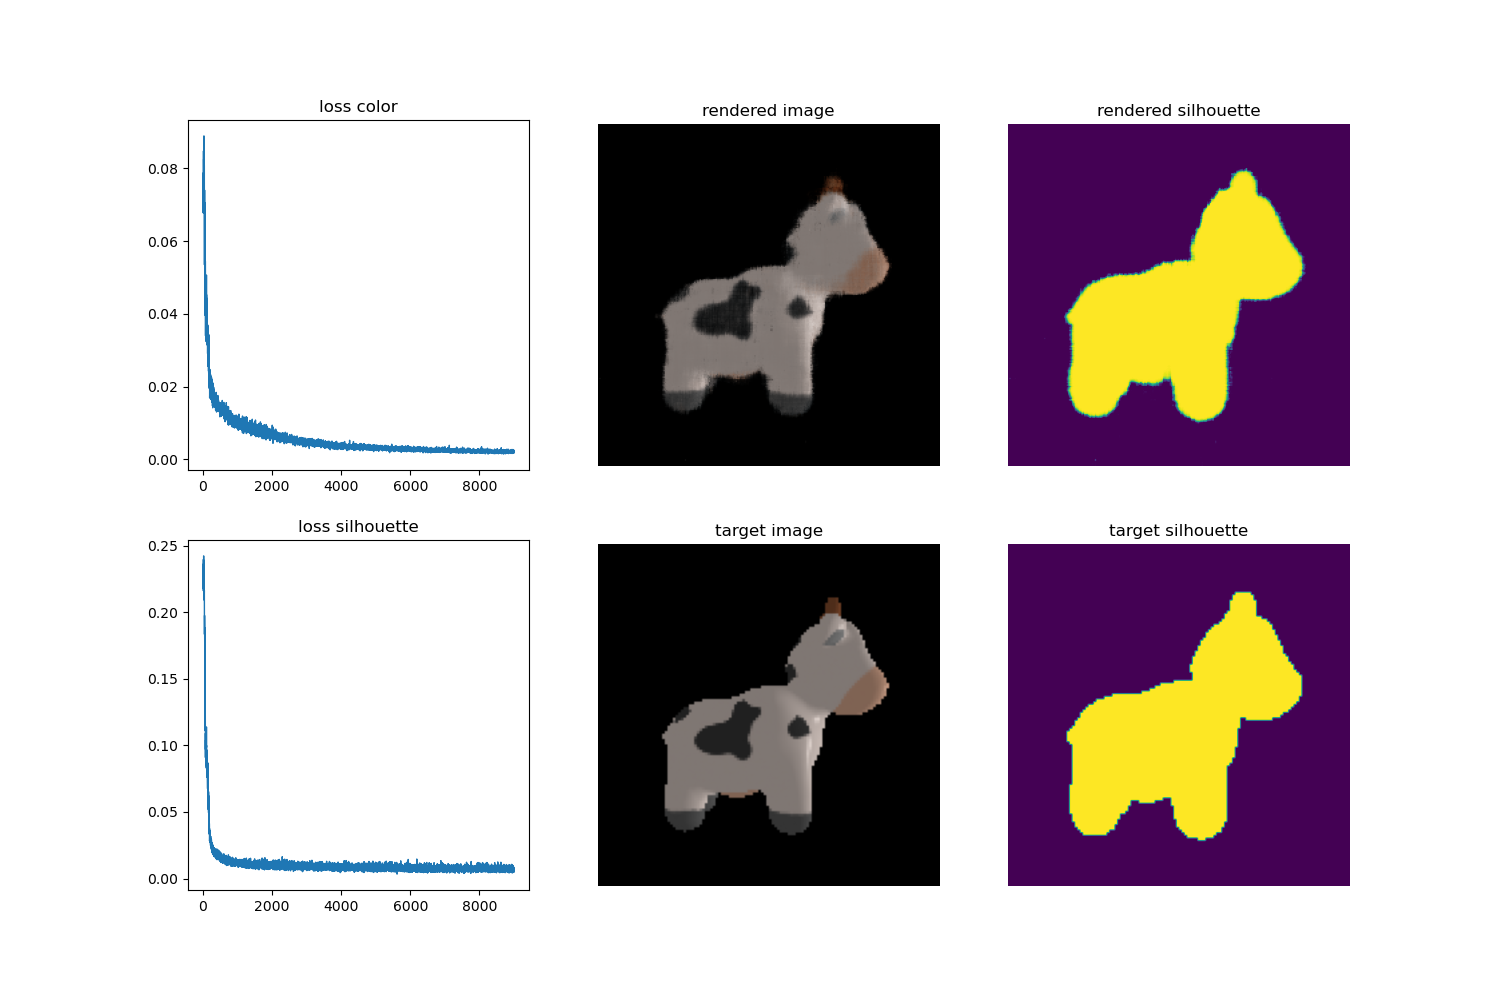 loss color
0.08
0.06
0.04
0.02
0.00
0 2000 4000 6000 8000
rendered image
rendered silhouette
loss silhouette
0.25
0.20
0.15
0.10
0.05
0.00
0 2000 4000 6000 8000
target image
target silhouette